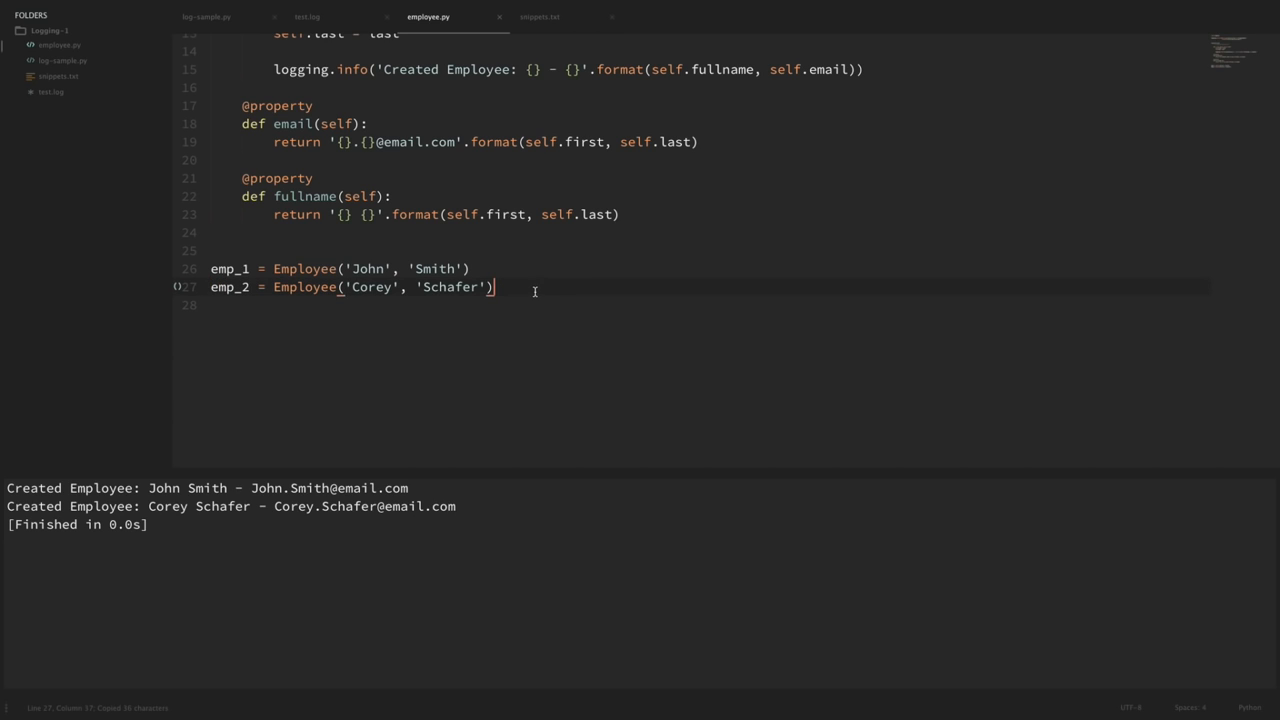 FOLDERS
Logging-1
employee.py
log-sample.py
snippets.txt
test.log
log-sample.py ×
test.log ×
employee.py ×
snippets.txt ×
13 self.last = last
14
15 logging.info('Created Employee: {} - {}'.format(self.fullname, self.email))
16
17 @property
18 def email(self):
19 return '{}.{}@email.com'.format(self.first, self.last)
20
21 @property
22 def fullname(self):
23 return '{} {}'.format(self.first, self.last)
24
25
26 emp_1 = Employee('John', 'Smith')
()27 emp_2 = Employee('Corey', 'Schafer')
28
Created Employee: John Smith - John.Smith@email.com
Created Employee: Corey Schafer - Corey.Schafer@email.com
[Finished in 0.0s]
Line 27, Column 37; Copied 36 characters
UTF-8
Spaces: 4
Python